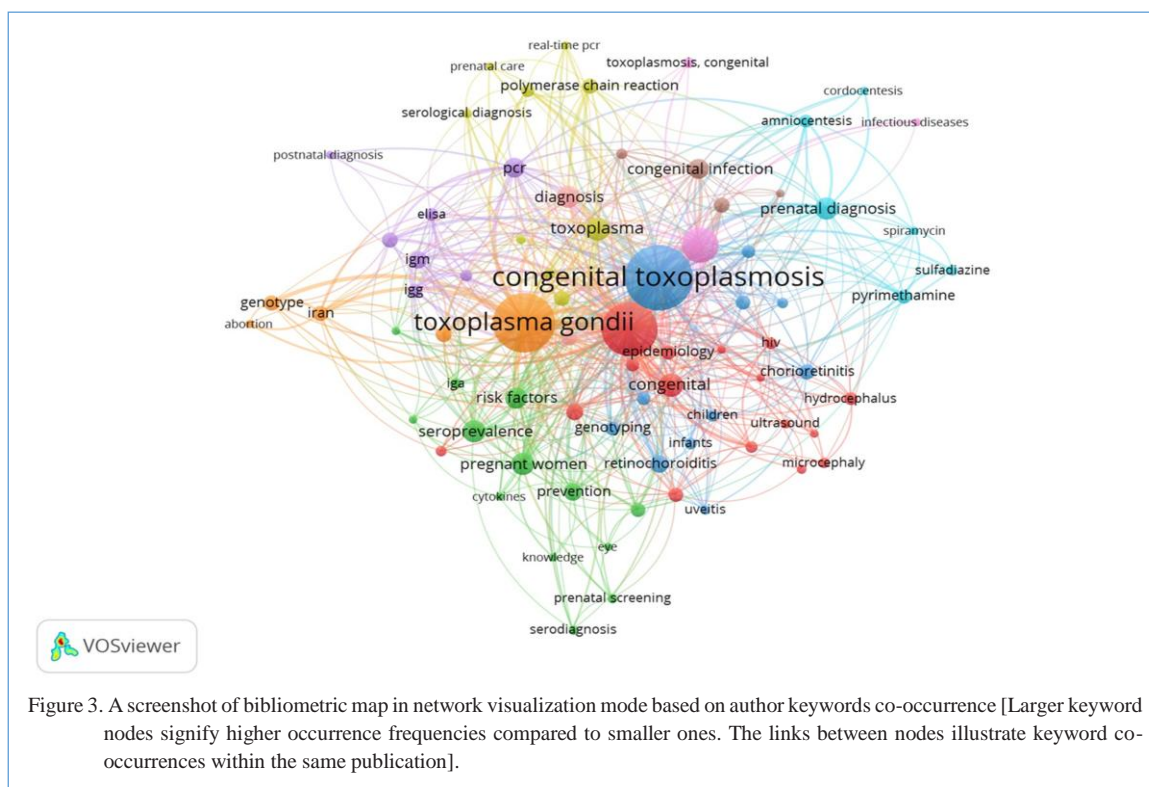 real-time pcr
prenatal care
toxoplasmosis, congenital
polymerase chain reaction
cordocentesis
serological diagnosis
amniocentesis
infectious diseases
postnatal diagnosis
pcr
congenital infection
diagnosis
elisa
toxoplasma
prenatal diagnosis
spiramycin
igm
congenital toxoplasmosis
sulfadiazine
igg
pyrimethamine
genotype
iran
abortion
toxoplasma gondii
epidemiology
hiv
chorioretinitis
iga
congenital
risk factors
hydrocephalus
children
genotyping
ultrasound
seroprevalence
infants
pregnant women
retinochoroiditis
microcephaly
prevention
cytokines
uveitis
eye
knowledge
prenatal screening
serodiagnosis
VOSviewer
Figure 3. A screenshot of bibliometric map in network visualization mode based on author keywords co-occurrence [Larger keyword
nodes signify higher occurrence frequencies compared to smaller ones. The links between nodes illustrate keyword co-
occurrences within the same publication].